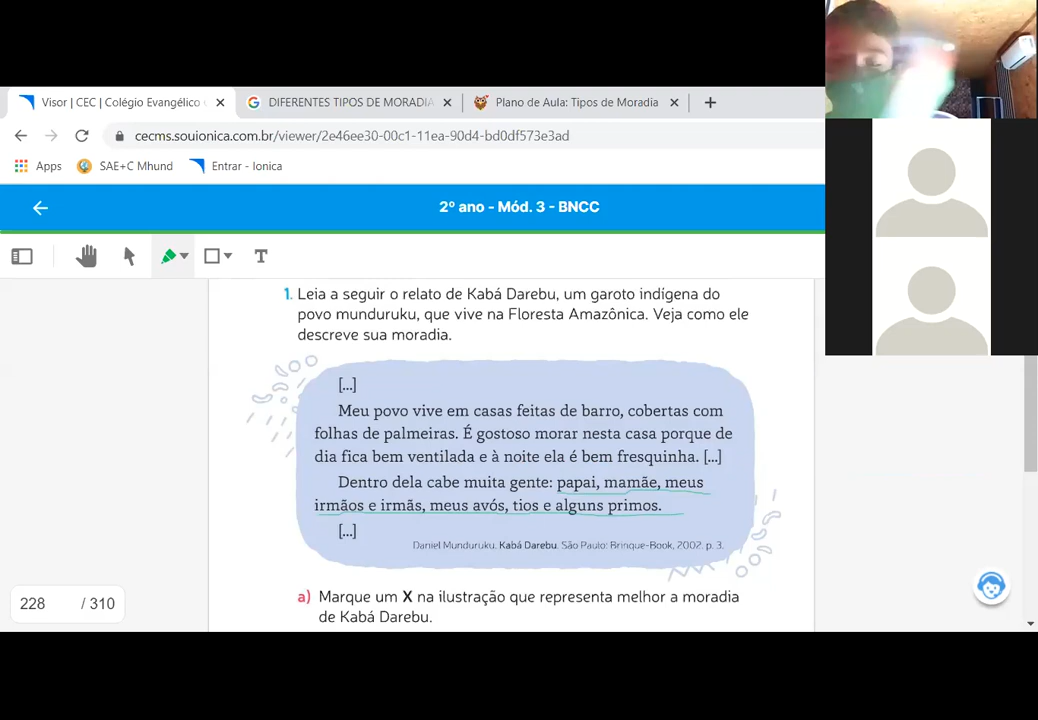 Visor | CEC | Colégio Evangélico
DIFERENTES TIPOS DE MORADIA
Plano de Aula: Tipos de Moradia
cecms.souionica.com.br/viewer/2e46ee30-00c1-11ea-90d4-bd0df573e3ad
Apps SAE+C Mhund Entrar - Ionica
2º ano - Mód. 3 - BNCC
T
1. Leia a seguir o relato de Kabá Darebu, um garoto indígena do
povo munduruku, que vive na Floresta Amazônica. Veja como ele
descreve sua moradia.
[...]
Meu povo vive em casas feitas de barro, cobertas com
folhas de palmeiras. É gostoso morar nesta casa porque de
dia fica bem ventilada e à noite ela é bem fresquinha. [...]
Dentro dela cabe muita gente: papai, mamãe, meus
irmãos e irmãs, meus avós, tios e alguns primos.
[...]
Daniel Munduruku. Kabá Darebu. São Paulo: Brinque-Book, 2002. p. 3.
a) Marque um X na ilustração que representa melhor a moradia
de Kabá Darebu.
228 / 310